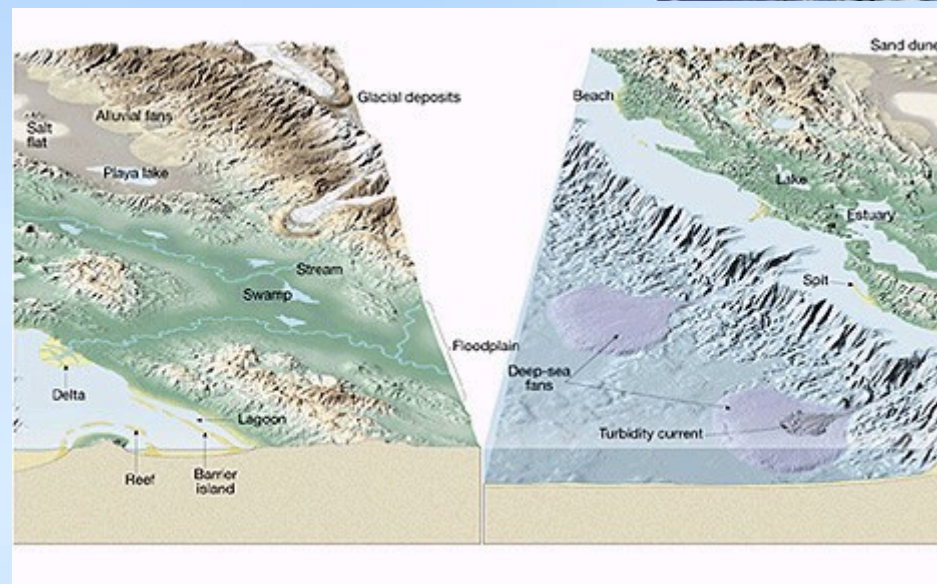 Sand dune
Glacial deposits
Beach
Alluvial fans
Salt
flat
Playa lake
Lake
Estuary
Stream
Spit
Swamp
Floodplain
Deep-sea
fans
Delta
Lagoon
Turbidity current
Reef
Barrier
island